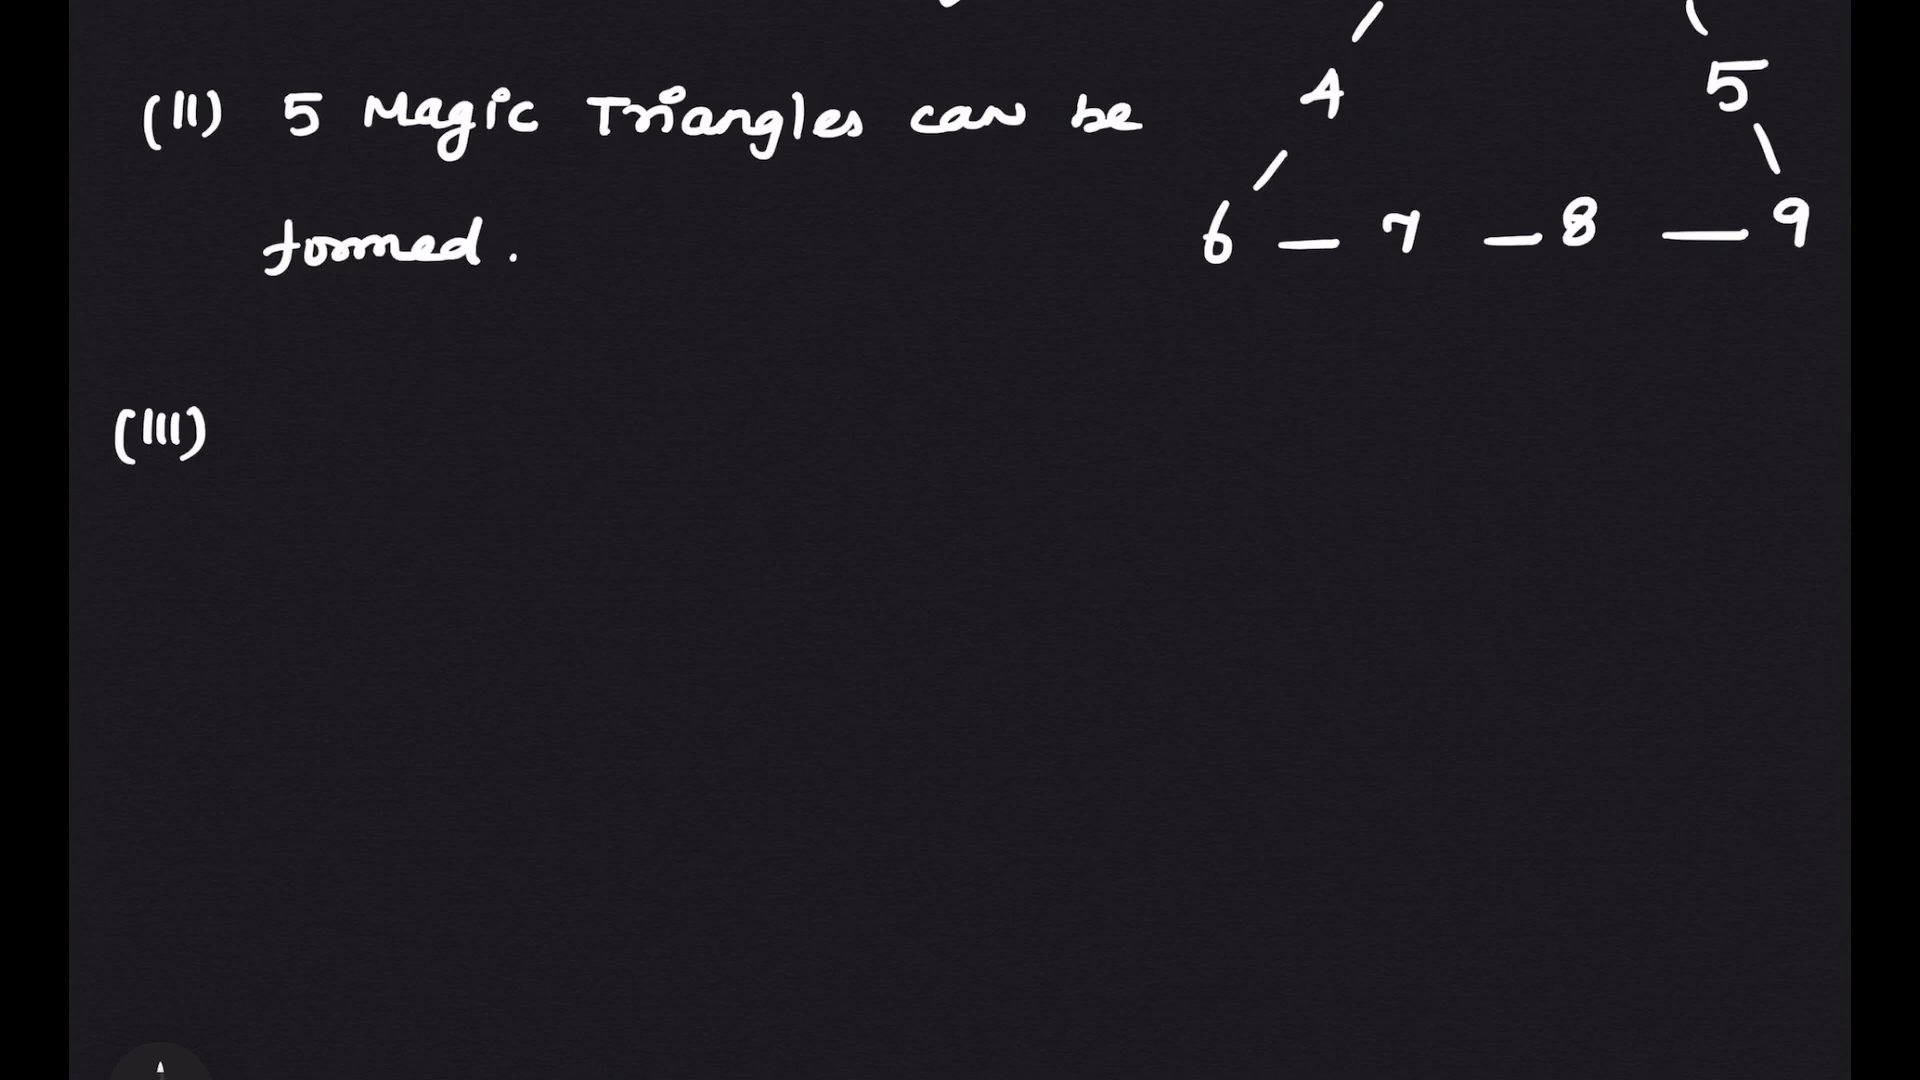 4 5
(II) 5 Magic Triangles can be
6 — 7 — 8 — 9
formed.
(III)